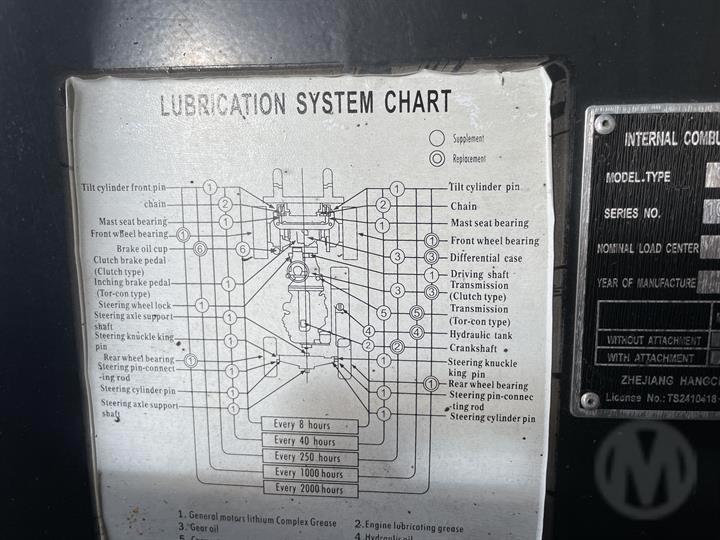 LUBRICATION SYSTEM CHART
Supplement
Replacement
Tilt cylinder front pin
chain
Mast seat bearing
Front wheel bearing
Brake oil cup
Clutch brake pedal
(Clutch type)
Inching brake pedal
(Tor-con type)
Steering wheel lock
Steering axle support
shaft
Steering knuckle king
pin
Rear wheel bearing
Steering pin-connect
-ing rod
Steering cylinder pin
Steering axle support
shaft
Tilt cylinder pin
Chain
Mast seat bearing
Front wheel bearing
Differential case
Driving shaft
Transmission
(Clutch type)
Transmission
(Tor-con type)
Hydraulic tank
Crankshaft
Steering knuckle
king pin
Rear wheel bearing
Steering pin-connec
-ting rod
Steering cylinder pin
Every 8 hours
Every 40 hours
Every 250 hours
Every 1000 hours
Every 2000 hours
1. General motors lithium Complex Grease
2. Engine lubricating grease
3. Gear oil
4. Hydraulic oil
INTERNAL COMBU
MODEL.TYPE
SERIES NO.
NOMINAL LOAD CENTER
YEAR OF MANUFACTURE
WITHOUT ATTACHMENT
WITH ATTACHMENT
ZHEJIANG HANGC
License No.: TS2410418-
M